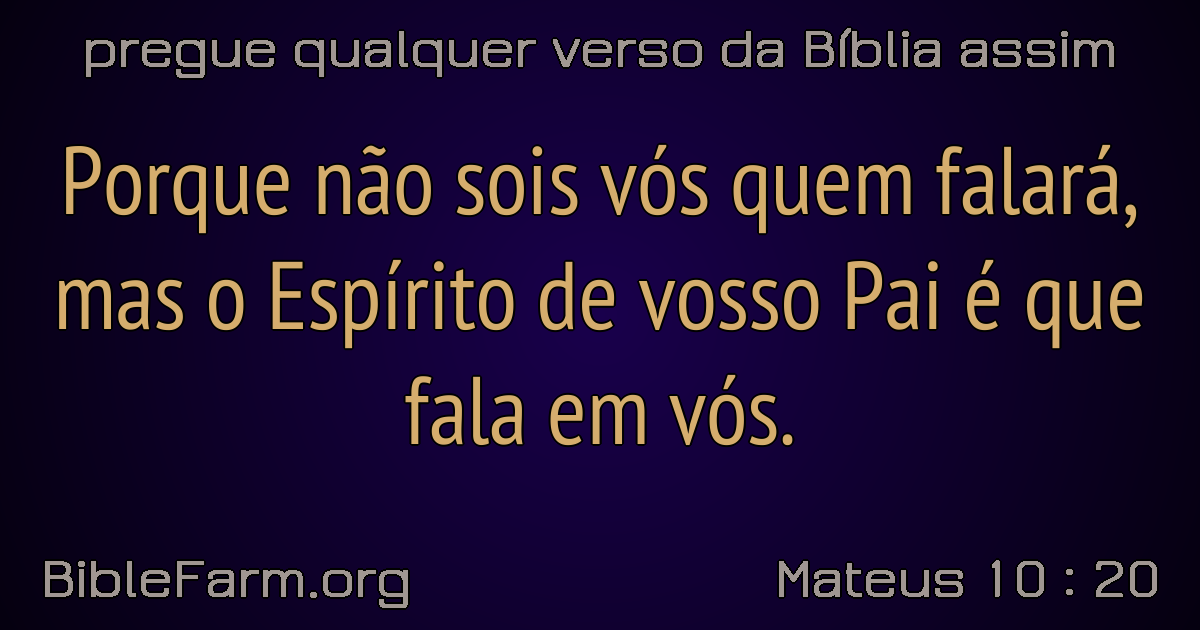 pregue qualquer verso da Bíblia assim
Porque não sois vós quem falará,
mas o Espírito de vosso Pai é que
fala em vós.
BibleFarm.org
Mateus 10 : 20